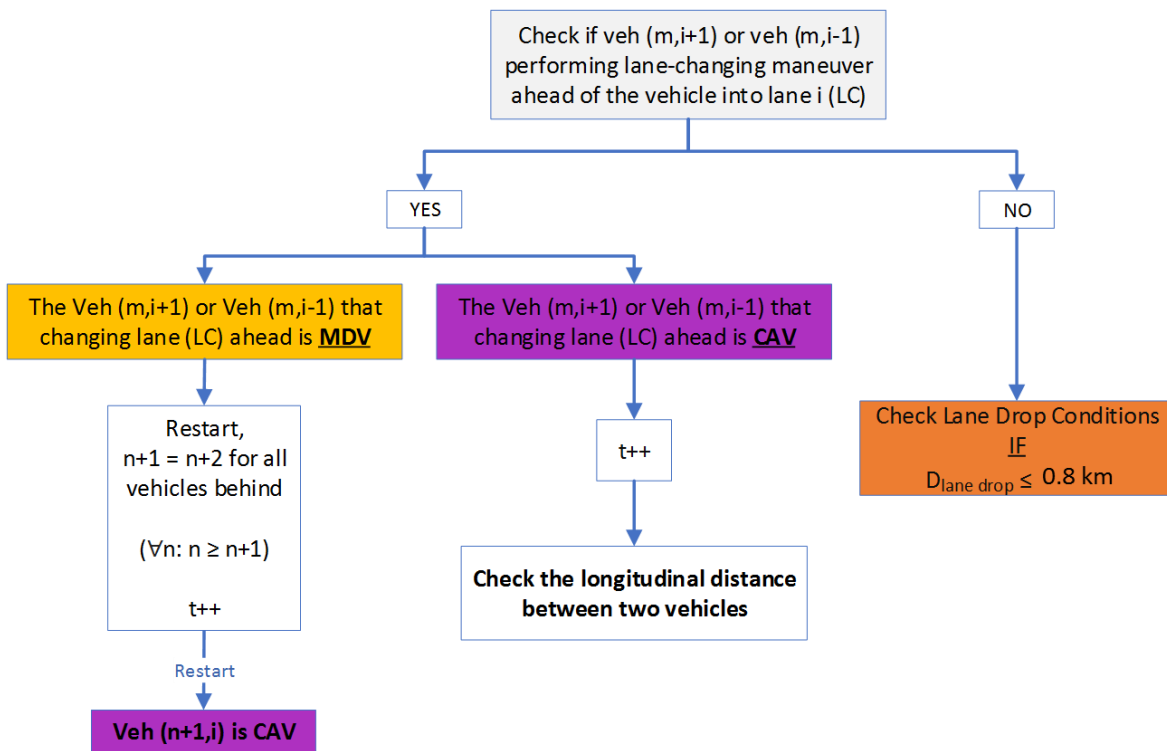 Check if veh (m,i+1) or veh (m,i-1)
performing lane-changing maneuver
ahead of the vehicle into lane i (LC)
YES
NO
The Veh (m,i+1) or Veh (m,i-1) that
changing lane (LC) ahead is MDV
The Veh (m,i+1) or Veh (m,i-1) that
changing lane (LC) ahead is CAV
Restart,
n+1 = n+2 for all
vehicles behind
(∀n: n ≥ n+1)
t++
t++
Check Lane Drop Conditions
IF
Dlane drop ≤ 0.8 km
Check the longitudinal distance
between two vehicles
Restart
Veh (n+1,i) is CAV